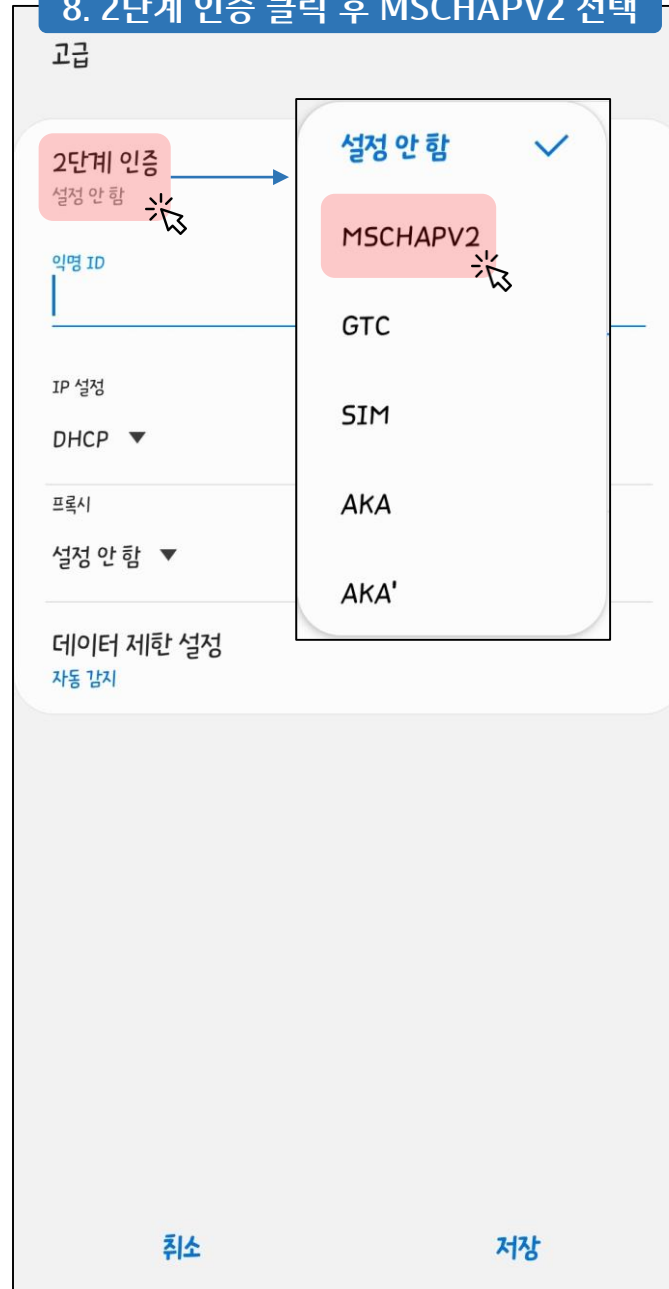 8. 2단계 인증 클릭 후 MSCHAPV2 선택
고급
2단계 인증
설정 안 함
익명 ID
IP 설정
DHCP
프록시
설정 안 함
데이터 제한 설정
자동 감지
설정 안 함
MSCHAPV2
GTC
SIM
AKA
AKA'
취소
저장